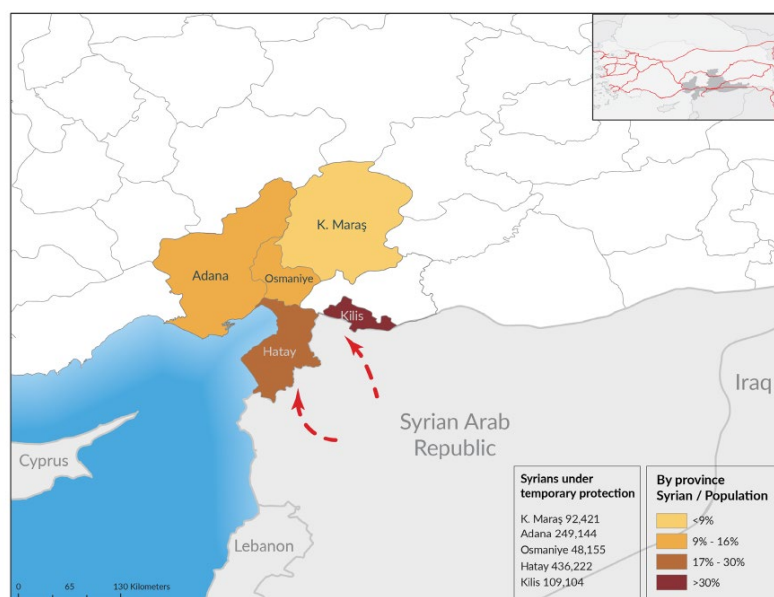 K. Maraş
Adana
Osmaniye
Kilis
Hatay
Iraq
Syrian Arab
Republic
Cyprus
Lebanon
0 65 130 Kilometers
Syrians under
temporary protection
K. Maraş 92,421
Adana 249,144
Osmaniye 48,155
Hatay 436,222
Kilis 109,104
By province
Syrian / Population
<9%
9% - 16%
17% - 30%
>30%